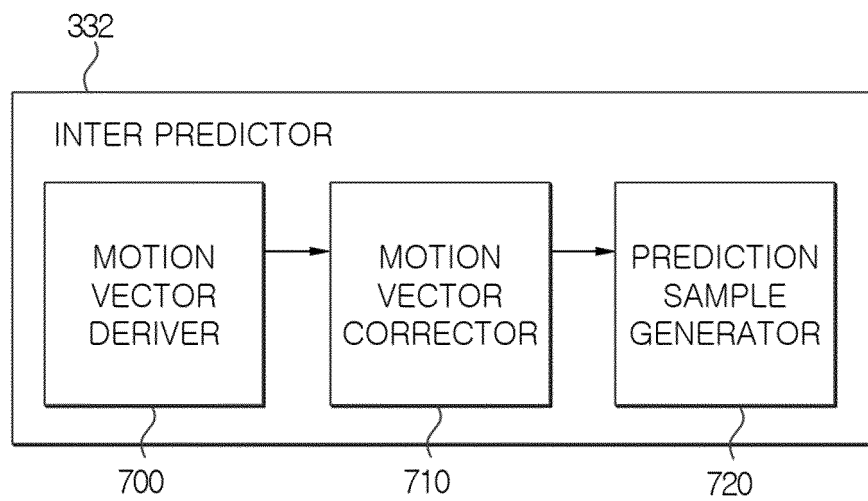 332
INTER PREDICTOR
MOTION
VECTOR
DERIVER
MOTION
VECTOR
CORRECTOR
PREDICTION
SAMPLE
GENERATOR
700
710
720